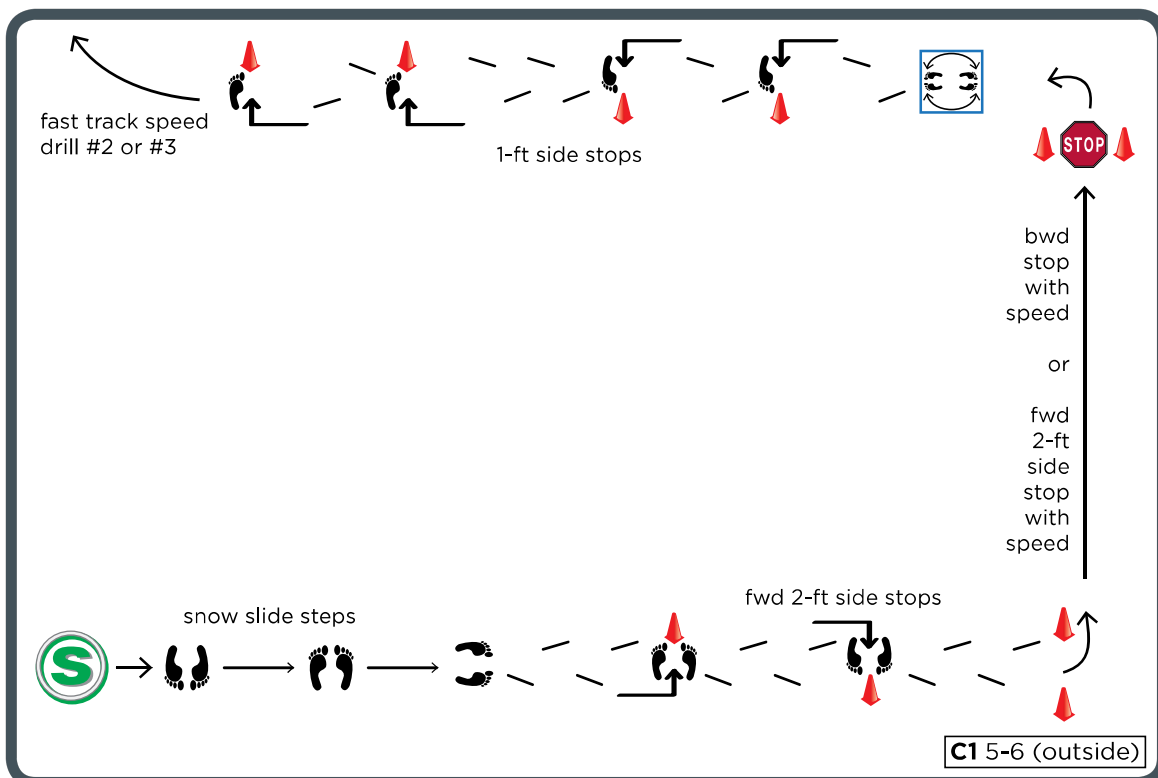 fast track speed
drill #2 or #3
1-ft side stops
STOP
bwd
stop
with
speed
or
fwd
2-ft
side
stop
with
speed
snow slide steps
fwd 2-ft side stops
S
C1 5-6 (outside)